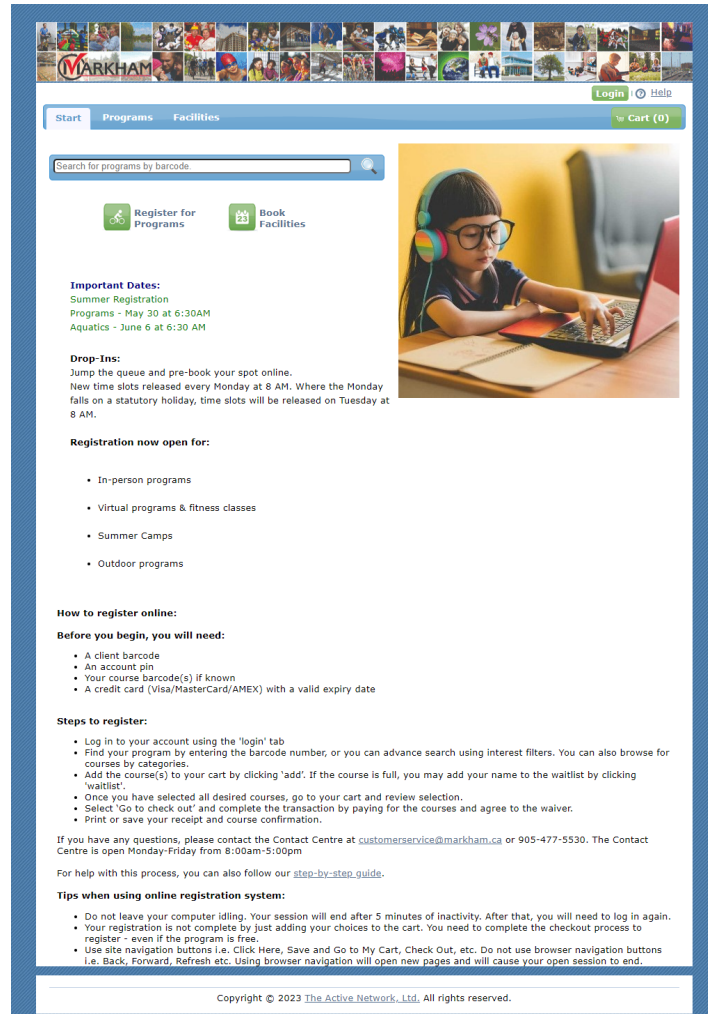 MARKHAM
Login | ? Help
Start Programs Facilities Cart (0)
Search for programs by barcode.
Register for
Programs
23
Book
Facilities
Important Dates:
Summer Registration
Programs - May 30 at 6:30AM
Aquatics - June 6 at 6:30 AM
Drop-Ins:
Jump the queue and pre-book your spot online.
New time slots released every Monday at 8 AM. Where the Monday
falls on a statutory holiday, time slots will be released on Tuesday at
8 AM.
Registration now open for:
• In-person programs
• Virtual programs & fitness classes
• Summer Camps
• Outdoor programs
How to register online:
Before you begin, you will need:
• A client barcode
• An account pin
• Your course barcode(s) if known
• A credit card (Visa/MasterCard/AMEX) with a valid expiry date
Steps to register:
• Log in to your account using the 'login' tab
• Find your program by entering the barcode number, or you can advance search using interest filters. You can also browse for
courses by categories.
• Add the course(s) to your cart by clicking ‘add’. If the course is full, you may add your name to the waitlist by clicking
'waitlist'.
• Once you have selected all desired courses, go to your cart and review selection.
• Select ‘Go to check out’ and complete the transaction by paying for the courses and agree to the waiver.
• Print or save your receipt and course confirmation.
If you have any questions, please contact the Contact Centre at customerservice@markham.ca or 905-477-5530. The Contact
Centre is open Monday-Friday from 8:00am-5:00pm
For help with this process, you can also follow our step-by-step guide.
Tips when using online registration system:
• Do not leave your computer idling. Your session will end after 5 minutes of inactivity. After that, you will need to log in again.
• Your registration is not complete by just adding your choices to the cart. You need to complete the checkout process to
register - even if the program is free.
• Use site navigation buttons i.e. Click Here, Save and Go to My Cart, Check Out, etc. Do not use browser navigation buttons
i.e. Back, Forward, Refresh etc. Using browser navigation will open new pages and will cause your open session to end.
Copyright © 2023 The Active Network, Ltd. All rights reserved.